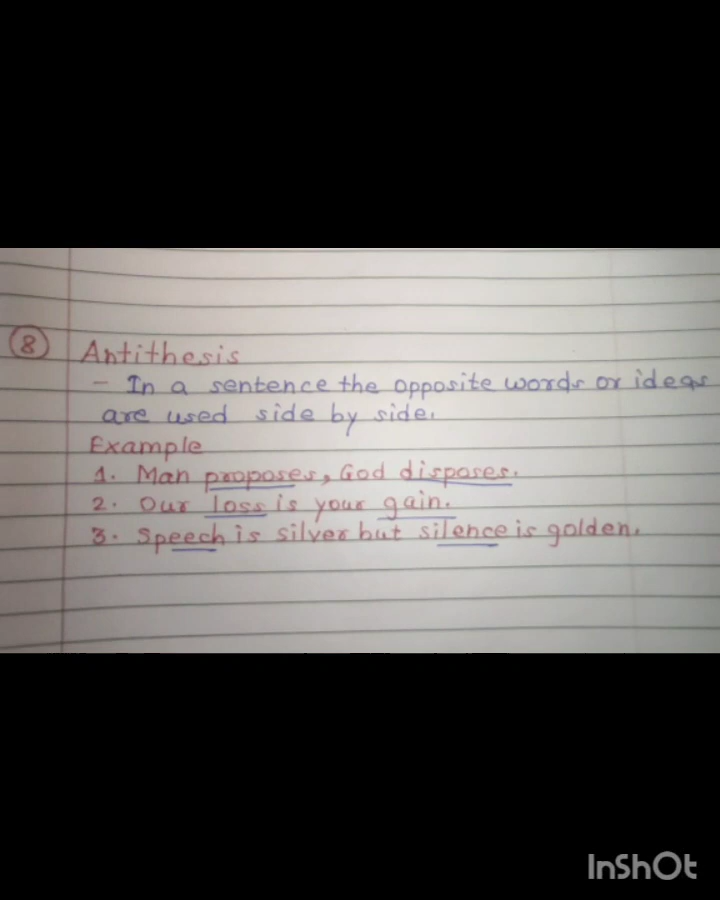 8 Antithesis
- In a sentence the opposite words or ideas
are used side by side.
Example
1. Man proposes, God disposes.
2. Our loss is your gain.
3. Speech is silver but silence is golden.
InShOt